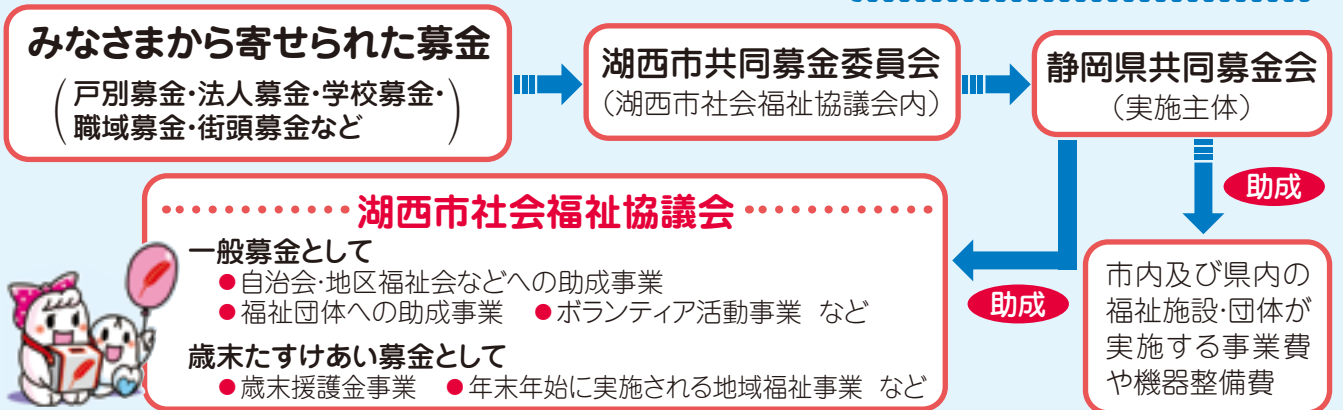 みなさまから寄せられた募金
(戸別募金・法人募金・学校募金・
職域募金・街頭募金など)
湖西市共同募金委員会
(湖西市社会福祉協議会内)
静岡県共同募金会
(実施主体)
助成
市内及び県内の
福祉施設・団体が
実施する事業費
や機器整備費
助成
湖西市社会福祉協議会
一般募金として
●自治会・地区福祉会などへの助成事業
●福祉団体への助成事業 ●ボランティア活動事業 など
歳末たすけあい募金として
●歳末援護金事業 ●年末年始に実施される地域福祉事業 など